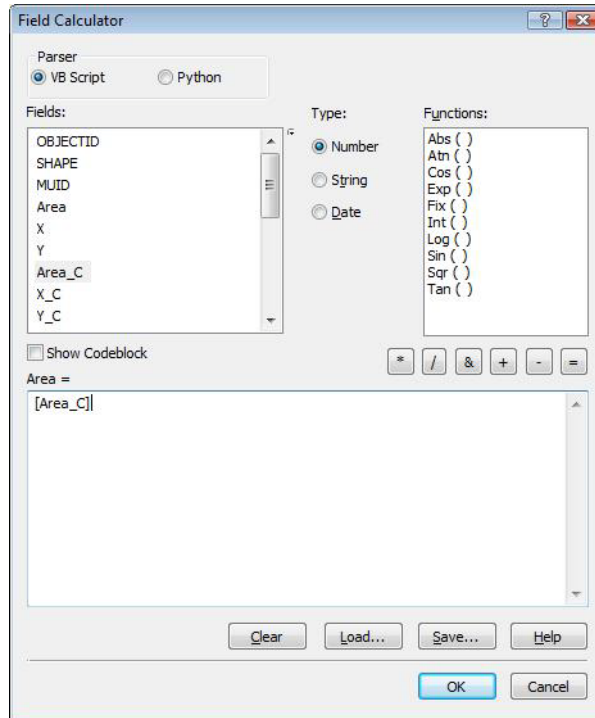 Field Calculator
Parser
VB Script Python
Fields: Type: Functions:
OBJECTID
SHAPE
MUID
Area
X
Y
Area_C
X_C
Y_C
Number
String
Date
Abs ( )
Atn ( )
Cos ( )
Exp ( )
Fix ( )
Int ( )
Log ( )
Sin ( )
Sqr ( )
Tan ( )
Show Codeblock
* / & + - =
Area =
[Area_C]
Clear Load... Save... Help
OK Cancel